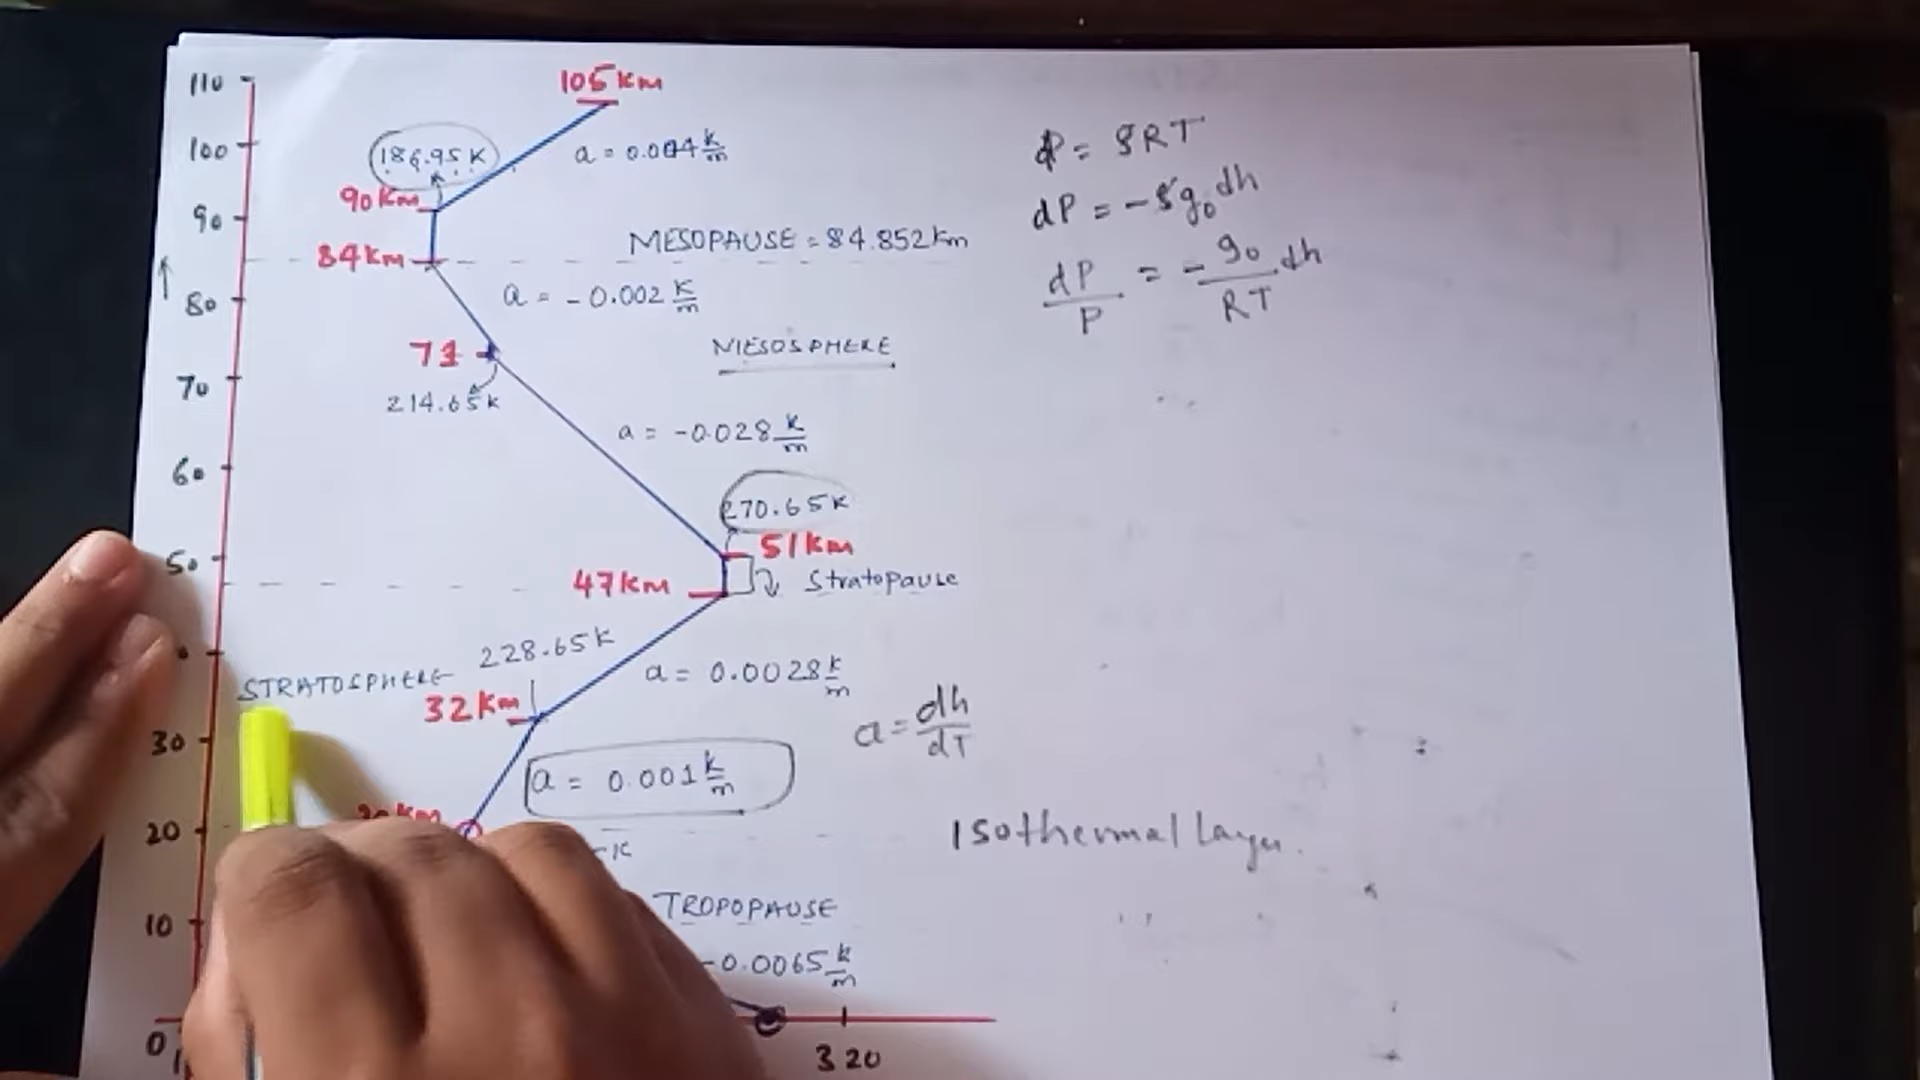 110
105 Km
100
186.95 K
a = 0.004 K/m
90 Km
90
MESOPAUSE = 84.852 Km
84 Km
a = -0.002 K/m
80
71
MESOSPHERE
70
214.65 K
a = -0.028 K/m
60
270.65 K
51 Km
50
47 Km
Stratopause
228.65 K
STRATOSPHERE
a = 0.0028 K/m
32 Km
30
a = 0.001 K/m
20 Km
20
K
TROPOPAUSE
10
-0.0065 K/m
0
320
P = ρRT
dP = -ρg₀dh
dP/P = -g₀/RT dh
a = dh/dT
Isothermal Layer.